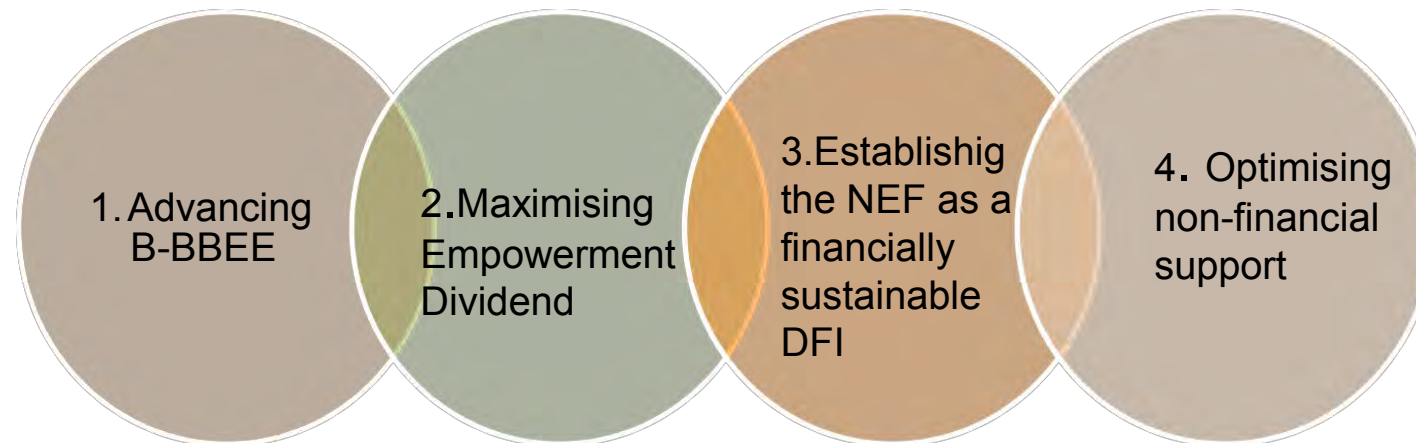 1. Advancing
B-BBEE
2.Maximising
Empowerment
Dividend
3.Establishig
the NEF as a
financially
sustainable
DFI
4. Optimising
non-financial
support